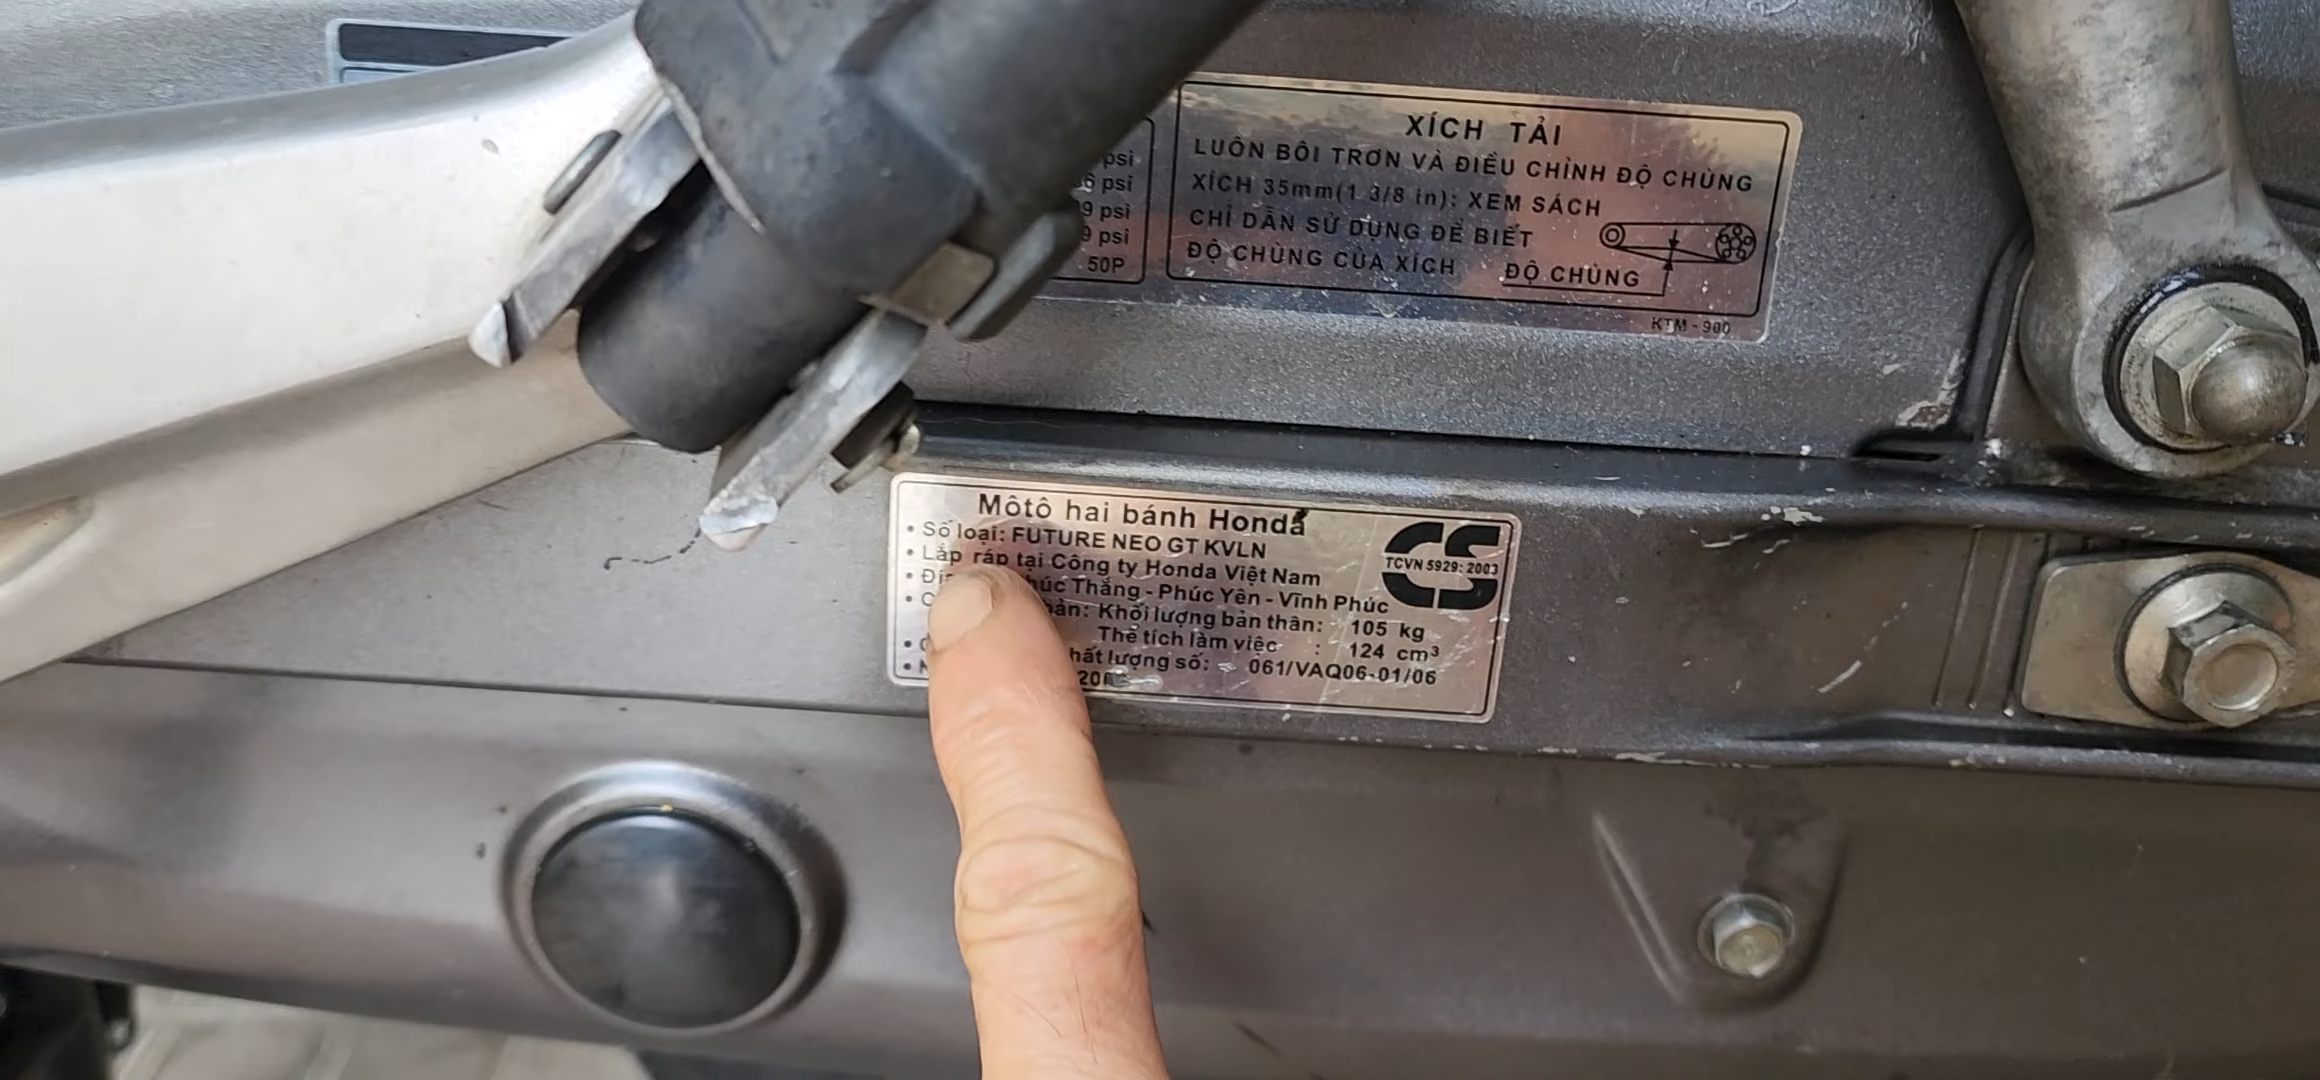 psi
psi
9 psi
9 psi
50P
XÍCH TẢI
LUÔN BÔI TRƠN VÀ ĐIỀU CHỈNH ĐỘ CHÙNG
XÍCH 35mm(1 3/8 in): XEM SÁCH
CHỈ DẪN SỬ DỤNG ĐỂ BIẾT
ĐỘ CHÙNG CỦA XÍCH
ĐỘ CHÙNG
KTM - 900
Môtô hai bánh Honda
• Số loại: FUTURE NEO GT KVLN
• Lắp ráp tại Công ty Honda Việt Nam
Thắng - Phúc Yên - Vĩnh Phúc
Khối lượng bản thân: 105 kg
Thể tích làm việc : 124 cm³
lượng số: 061/VAQ06-01/06
CS
TCVN 5929: 2003